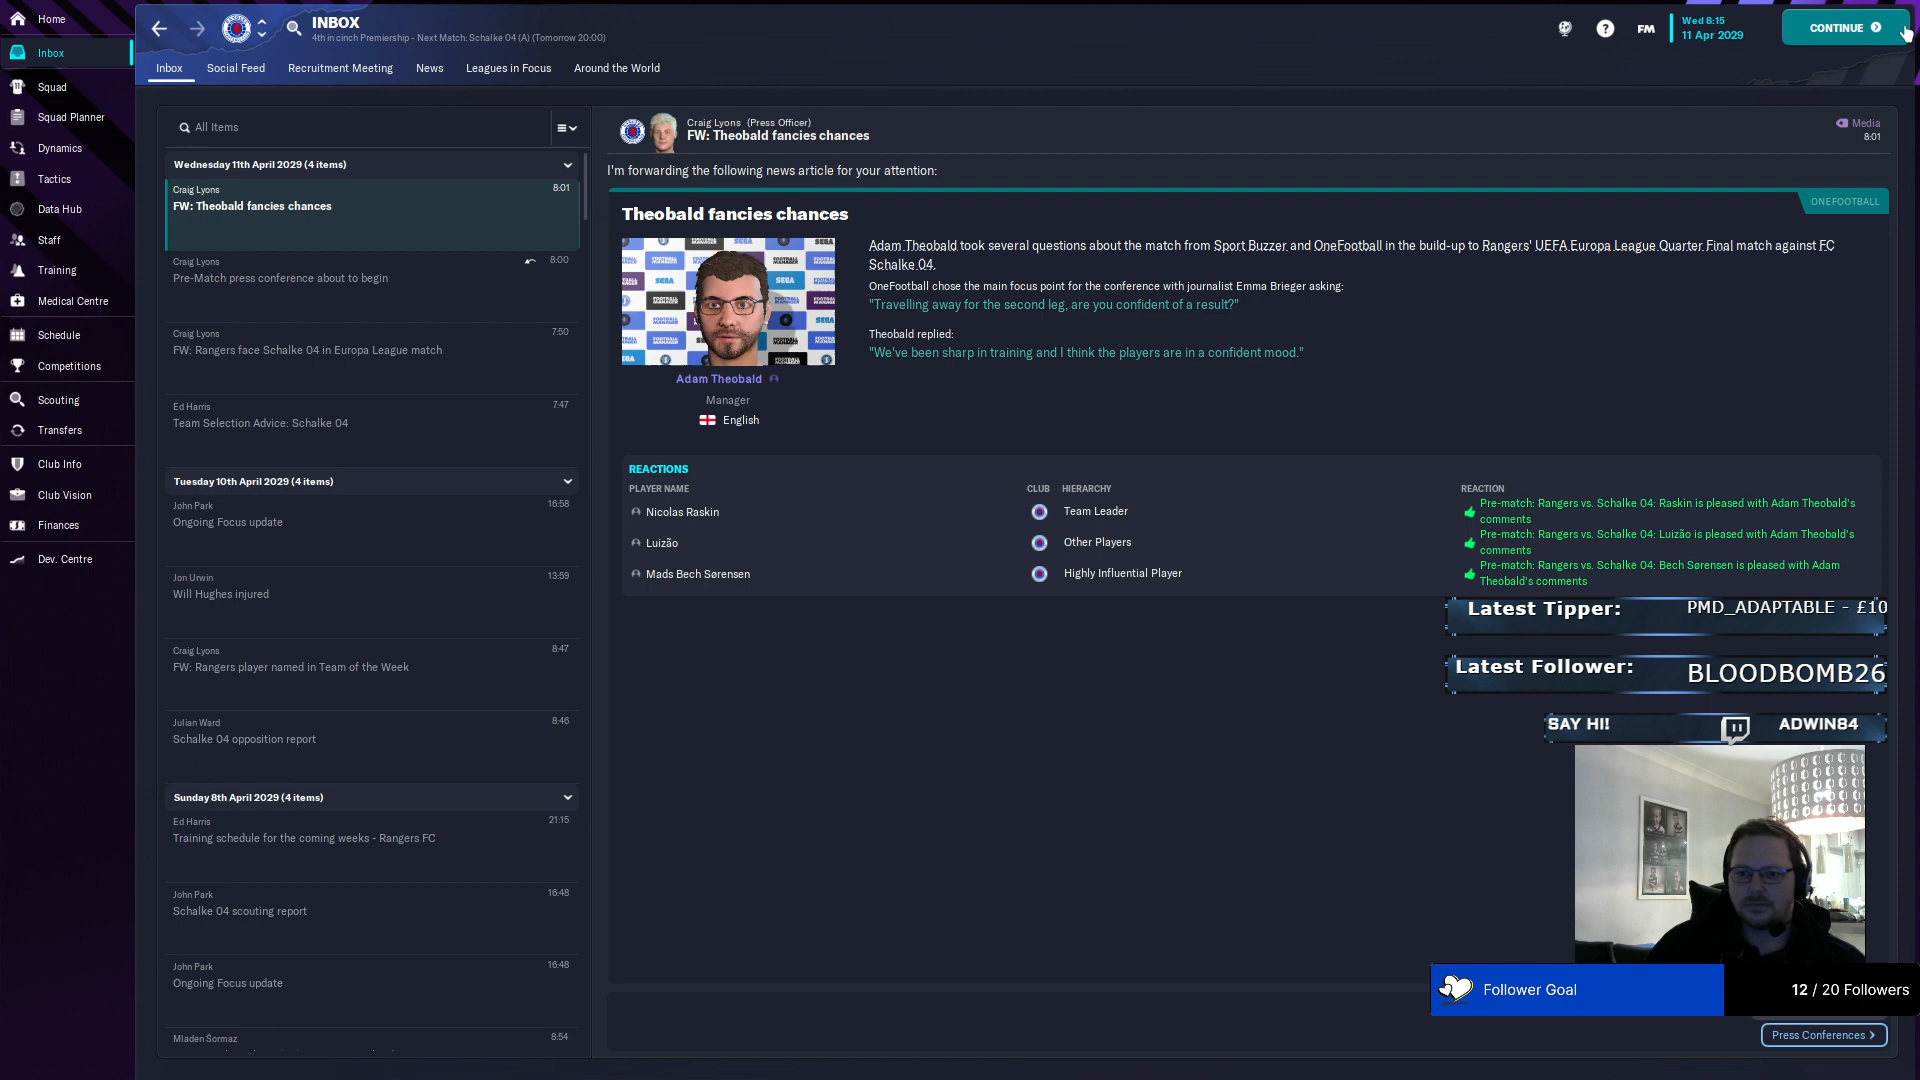 Home
Inbox
Squad
Squad Planner
Dynamics
Tactics
Data Hub
Staff
Training
Medical Centre
Schedule
Competitions
Scouting
Transfers
Club Info
Club Vision
Finances
Dev. Centre
INBOX
4th in cinch Premiership - Next Match: Schalke 04 (A) (Tomorrow 20:00)
FM
Wed 8:15
11 Apr 2029
CONTINUE
Inbox Social Feed Recruitment Meeting News Leagues in Focus Around the World
All Items
Wednesday 11th April 2029 (4 items)
Craig Lyons 8:01
FW: Theobald fancies chances
Craig Lyons 8:00
Pre-Match press conference about to begin
Craig Lyons 7:50
FW: Rangers face Schalke 04 in Europa League match
Ed Harris 7:47
Team Selection Advice: Schalke 04
Tuesday 10th April 2029 (4 items)
John Park 16:58
Ongoing Focus update
Jon Urwin 13:59
Will Hughes injured
Craig Lyons 8:47
FW: Rangers player named in Team of the Week
Julian Ward 8:46
Schalke 04 opposition report
Sunday 8th April 2029 (4 items)
Ed Harris 21:15
Training schedule for the coming weeks - Rangers FC
John Park 16:48
Schalke 04 scouting report
John Park 16:48
Ongoing Focus update
Mladen Šormaz 8:54
Craig Lyons (Press Officer)
FW: Theobald fancies chances
Media
8:01
I'm forwarding the following news article for your attention:
ONEFOOTBALL
Theobald fancies chances
Adam Theobald took several questions about the match from Sport Buzzer and OneFootball in the build-up to Rangers' UEFA Europa League Quarter Final match against FC
Schalke 04.
OneFootball chose the main focus point for the conference with journalist Emma Brieger asking:
"Travelling away for the second leg, are you confident of a result?"
Theobald replied:
"We've been sharp in training and I think the players are in a confident mood."
Adam Theobald
Manager
English
REACTIONS
PLAYER NAME CLUB HIERARCHY REACTION
Nicolas Raskin Team Leader Pre-match: Rangers vs. Schalke 04: Raskin is pleased with Adam Theobald's
comments
Luizão Other Players Pre-match: Rangers vs. Schalke 04: Luizão is pleased with Adam Theobald's
comments
Mads Bech Sørensen Highly Influential Player Pre-match: Rangers vs. Schalke 04: Bech Sørensen is pleased with Adam
Theobald's comments
Latest Tipper: PMD_ADAPTABLE - £10
Latest Follower: BLOODBOMB26
SAY HI! ADWIN84
Follower Goal 12 / 20 Followers
Press Conferences